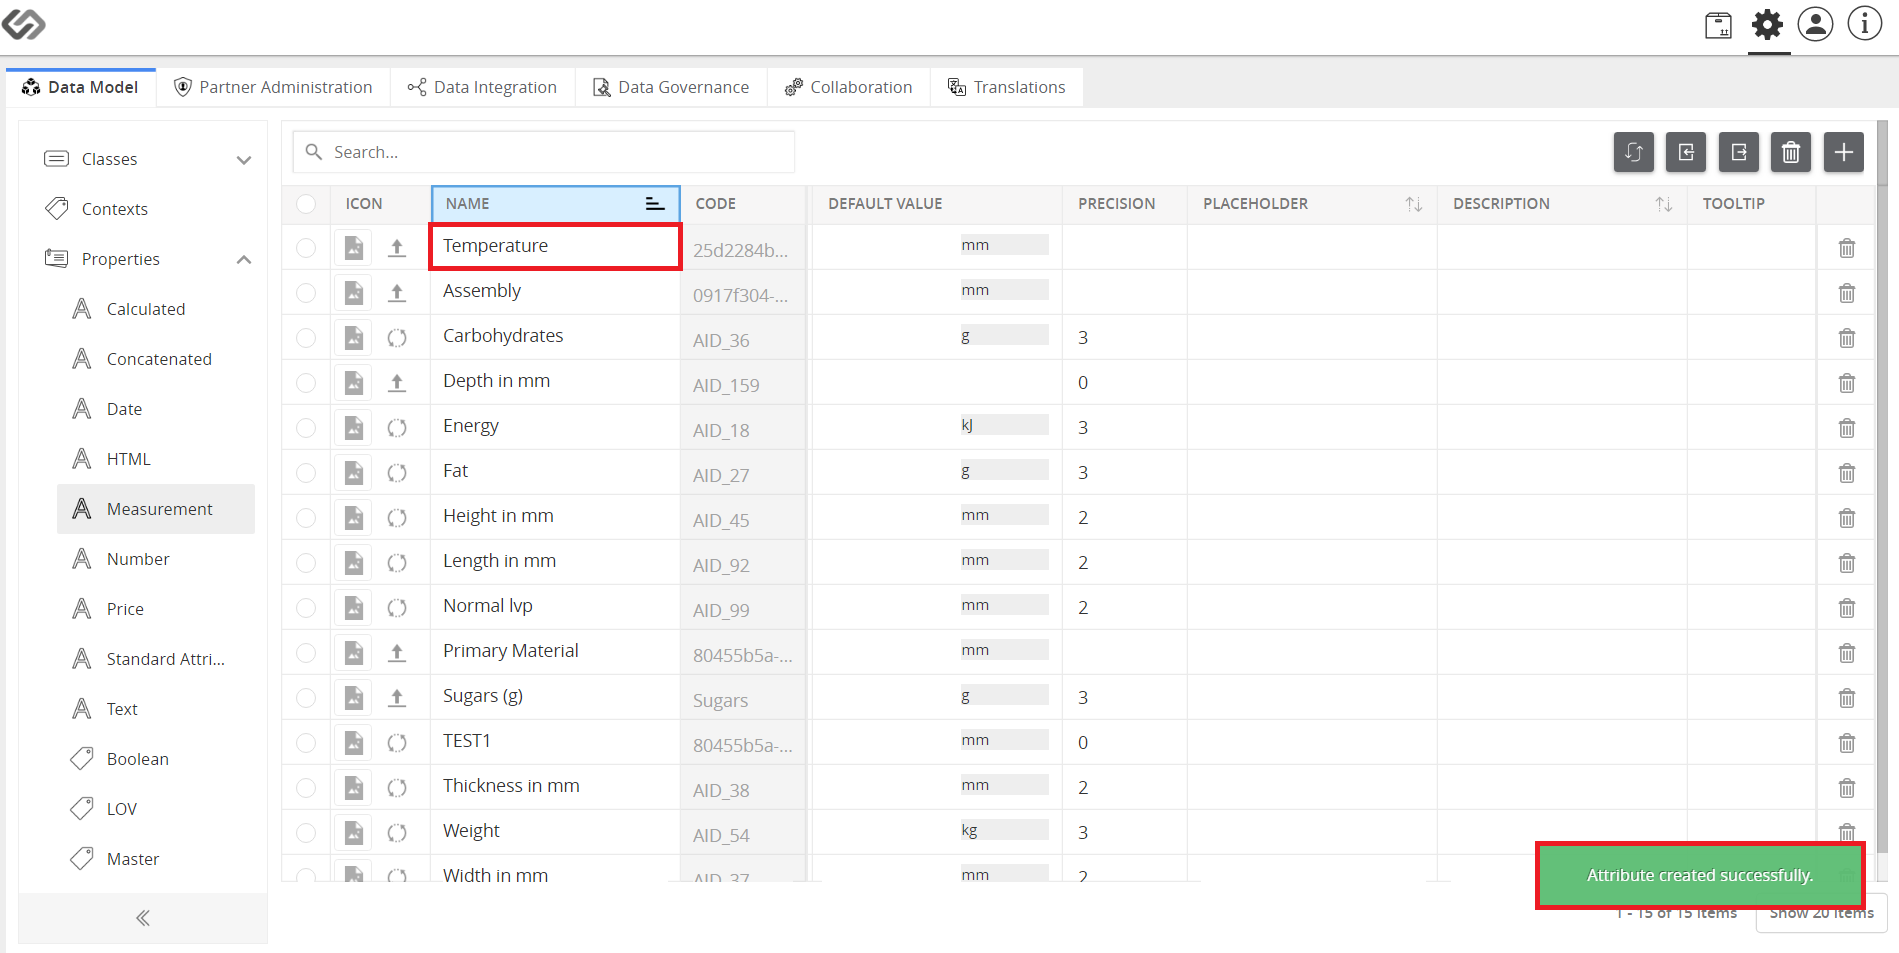 Data Model
Partner Administration
Data Integration
Data Governance
Collaboration
Translations
Classes
Contexts
Properties
Calculated
Concatenated
Date
HTML
Measurement
Number
Price
Standard Attri...
Text
Boolean
LOV
Master
Search...
ICON NAME CODE DEFAULT VALUE PRECISION PLACEHOLDER DESCRIPTION TOOLTIP
Temperature 25d2284b... mm
Assembly 0917f304-... mm
Carbohydrates AID_36 g 3
Depth in mm AID_159 0
Energy AID_18 kJ 3
Fat AID_27 g 3
Height in mm AID_45 mm 2
Length in mm AID_92 mm 2
Normal lvp AID_99 mm 2
Primary Material 80455b5a-... mm
Sugars (g) Sugars g 3
TEST1 80455b5a-... mm 0
Thickness in mm AID_38 mm 2
Weight AID_54 kg 3
Width in mm AID_37 mm 2
Attribute created successfully.
1 - 15 of 15 items Show 20 items